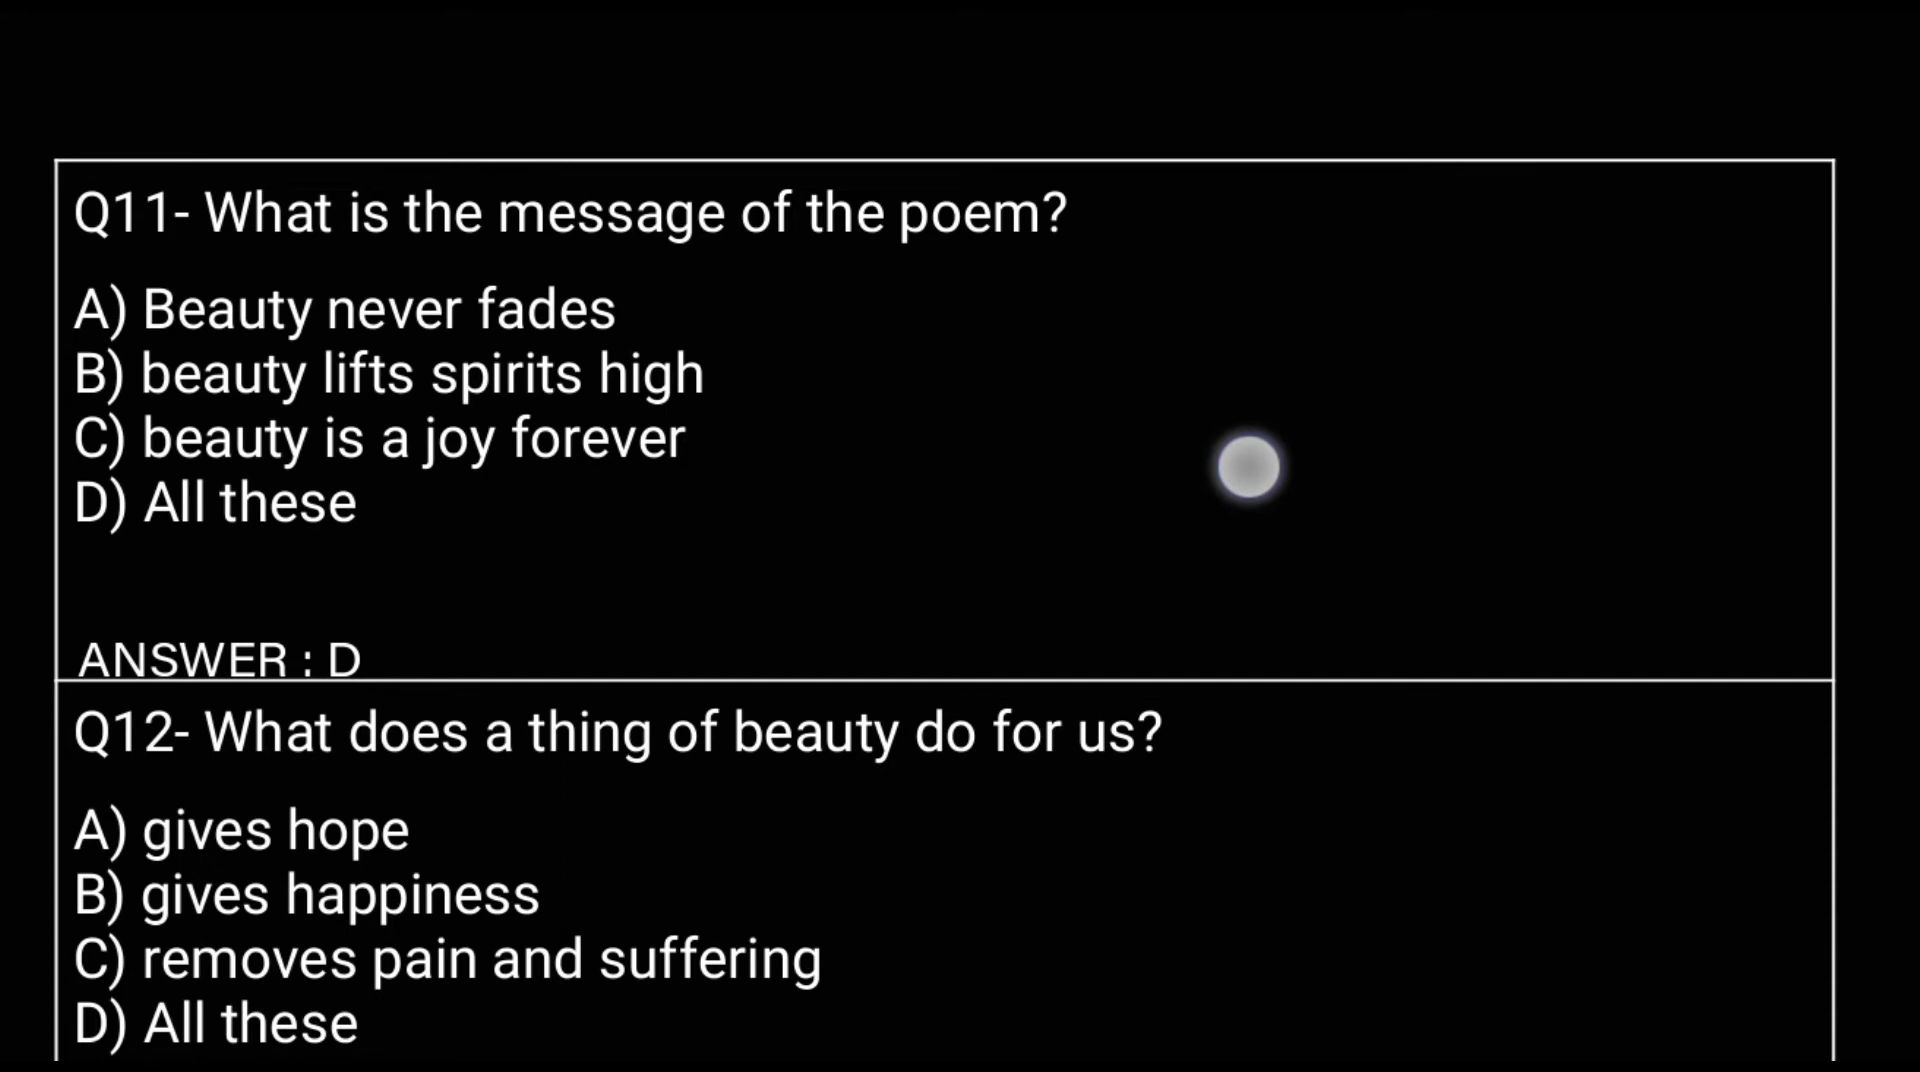 Q11- What is the message of the poem?
A) Beauty never fades
B) beauty lifts spirits high
C) beauty is a joy forever
D) All these
ANSWER : D
Q12- What does a thing of beauty do for us?
A) gives hope
B) gives happiness
C) removes pain and suffering
D) All these